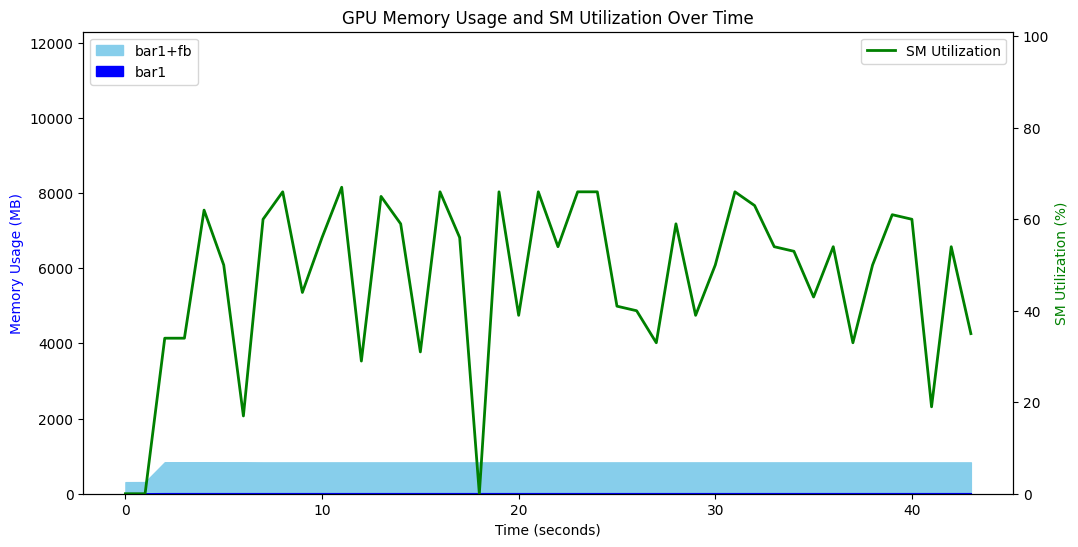 GPU Memory Usage and SM Utilization Over Time
bar1+fb
bar1
SM Utilization
12000
10000
8000
6000
4000
2000
0
Memory Usage (MB)
100
80
60
40
20
0
SM Utilization (%)
0 10 20 30 40
Time (seconds)